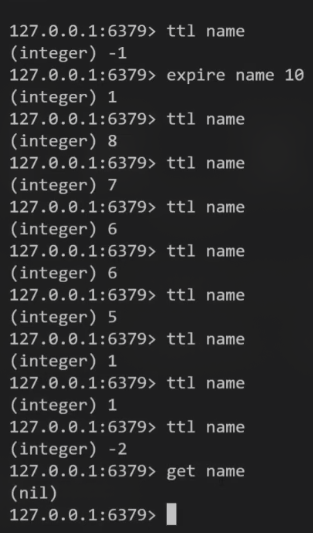 127.0.0.1:6379> ttl name
(integer) -1
127.0.0.1:6379> expire name 10
(integer) 1
127.0.0.1:6379> ttl name
(integer) 8
127.0.0.1:6379> ttl name
(integer) 7
127.0.0.1:6379> ttl name
(integer) 6
127.0.0.1:6379> ttl name
(integer) 6
127.0.0.1:6379> ttl name
(integer) 5
127.0.0.1:6379> ttl name
(integer) 1
127.0.0.1:6379> ttl name
(integer) 1
127.0.0.1:6379> ttl name
(integer) -2
127.0.0.1:6379> get name
(nil)
127.0.0.1:6379>